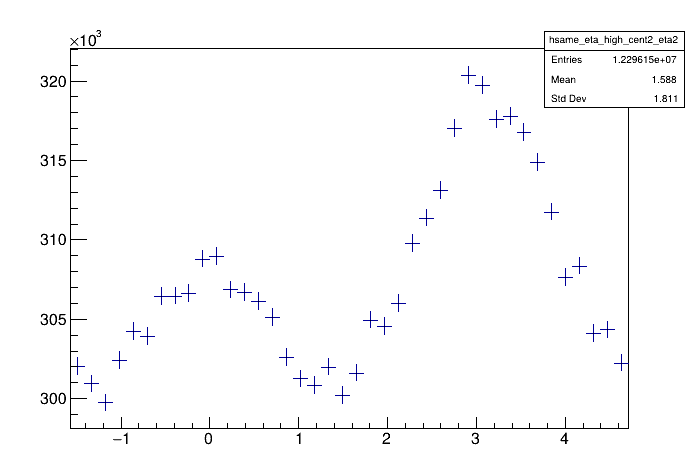 ×10³
hsame_eta_high_cent2_eta2
Entries 1.229615e+07
Mean 1.588
Std Dev 1.811
320
315
310
305
300
−1 0 1 2 3 4